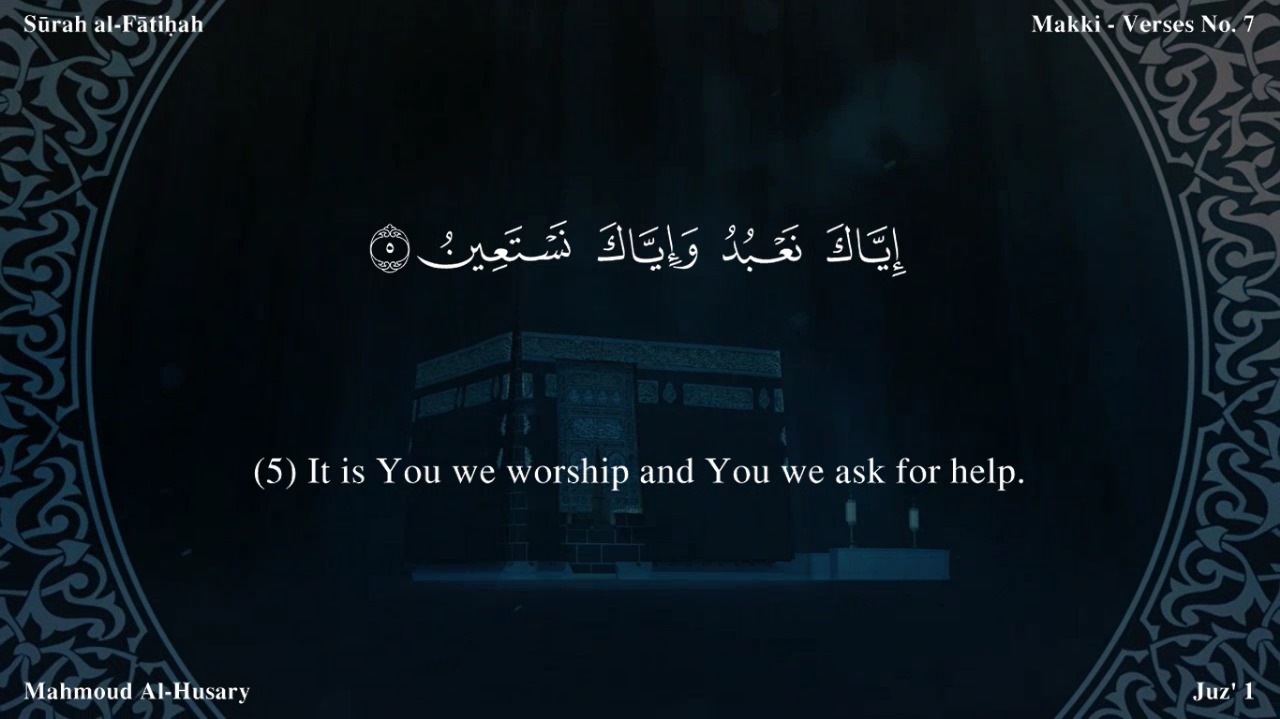 Sūrah al-Fātiḥah
Makki - Verses No. 7
إِيَّاكَ نَعْبُدُ وَإِيَّاكَ نَسْتَعِينُ ٥
(5) It is You we worship and You we ask for help.
Mahmoud Al-Husary
Juz' 1